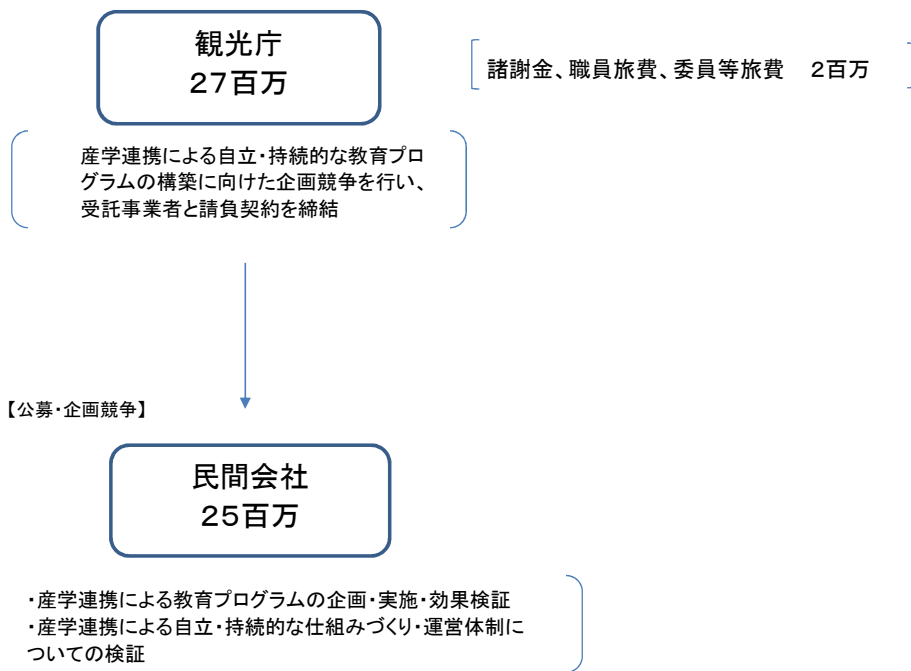 観光庁
27百万
諸謝金、職員旅費、委員等旅費　2百万
産学連携による自立・持続的な教育プロ
グラムの構築に向けた企画競争を行い、
受託事業者と請負契約を締結
【公募・企画競争】
民間会社
25百万
・産学連携による教育プログラムの企画・実施・効果検証
・産学連携による自立・持続的な仕組みづくり・運営体制に
ついての検証